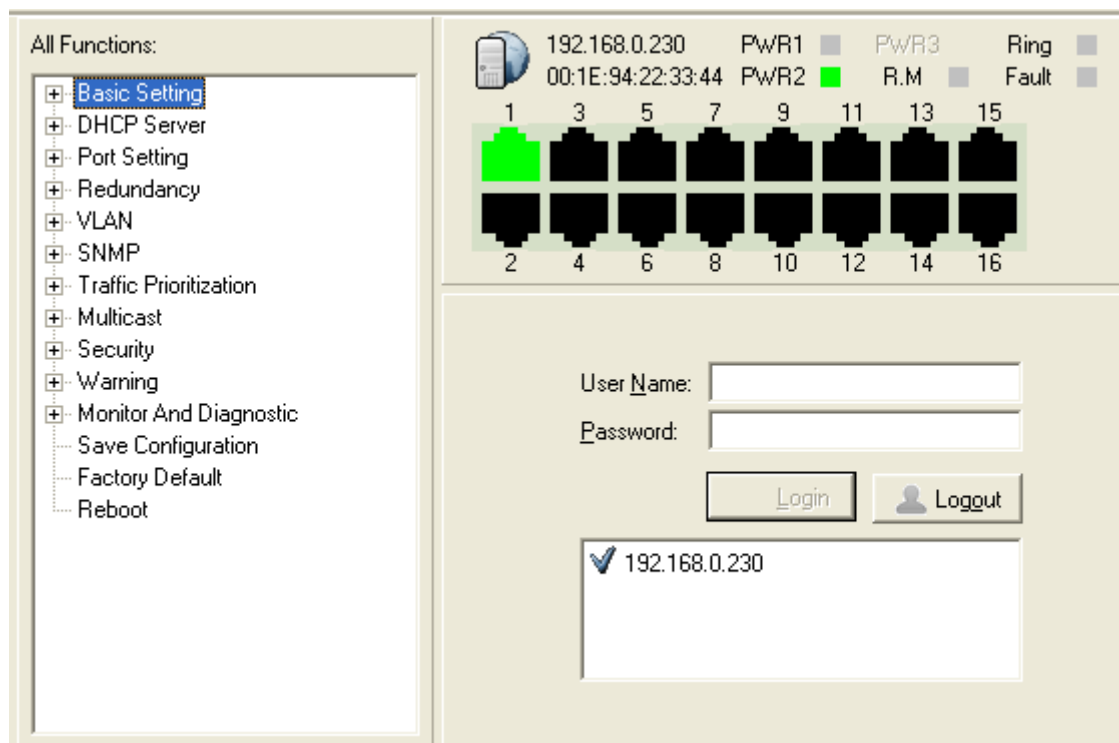 All Functions:
Basic Setting
DHCP Server
Port Setting
Redundancy
VLAN
SNMP
Traffic Prioritization
Multicast
Security
Warning
Monitor And Diagnostic
Save Configuration
Factory Default
Reboot
192.168.0.230 PWR1 PWR3 Ring
00:1E:94:22:33:44 PWR2 R.M Fault
1 3 5 7 9 11 13 15
2 4 6 8 10 12 14 16
User Name:
Password:
Login Logout
192.168.0.230